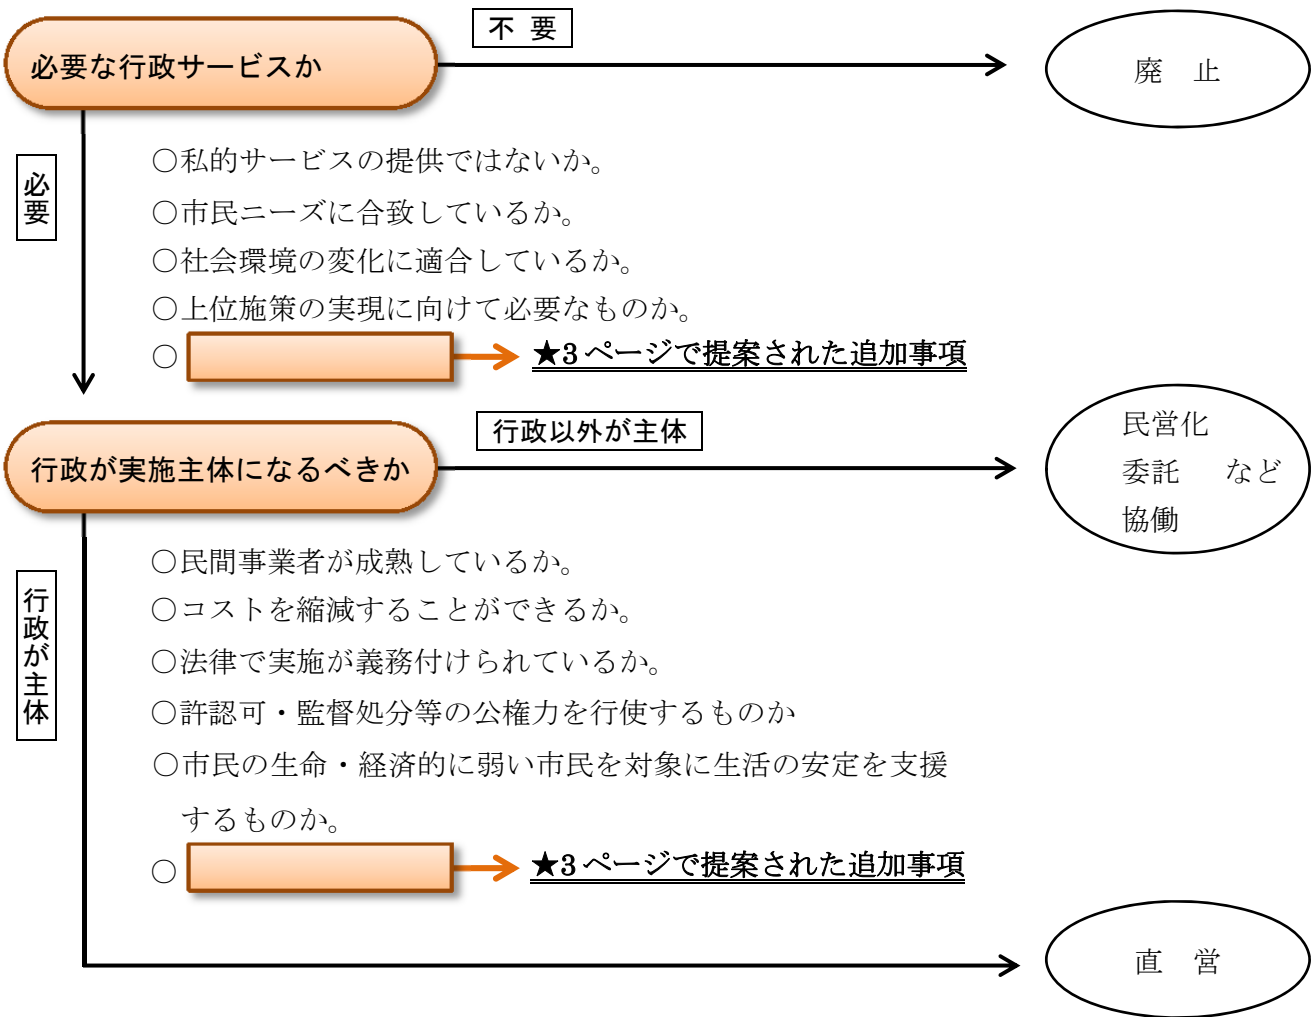 不 要
必要な行政サービスか
廃 止
必要
○私的サービスの提供ではないか。
○市民ニーズに合致しているか。
○社会環境の変化に適合しているか。
○上位施策の実現に向けて必要なものか。
○
★3ページで提案された追加事項
行政以外が主体
行政が実施主体になるべきか
民営化
委託 など
協働
行政が主体
○民間事業者が成熟しているか。
○コストを縮減することができるか。
○法律で実施が義務付けられているか。
○許認可・監督処分等の公権力を行使するものか
○市民の生命・経済的に弱い市民を対象に生活の安定を支援
するものか。
○
★3ページで提案された追加事項
直 営